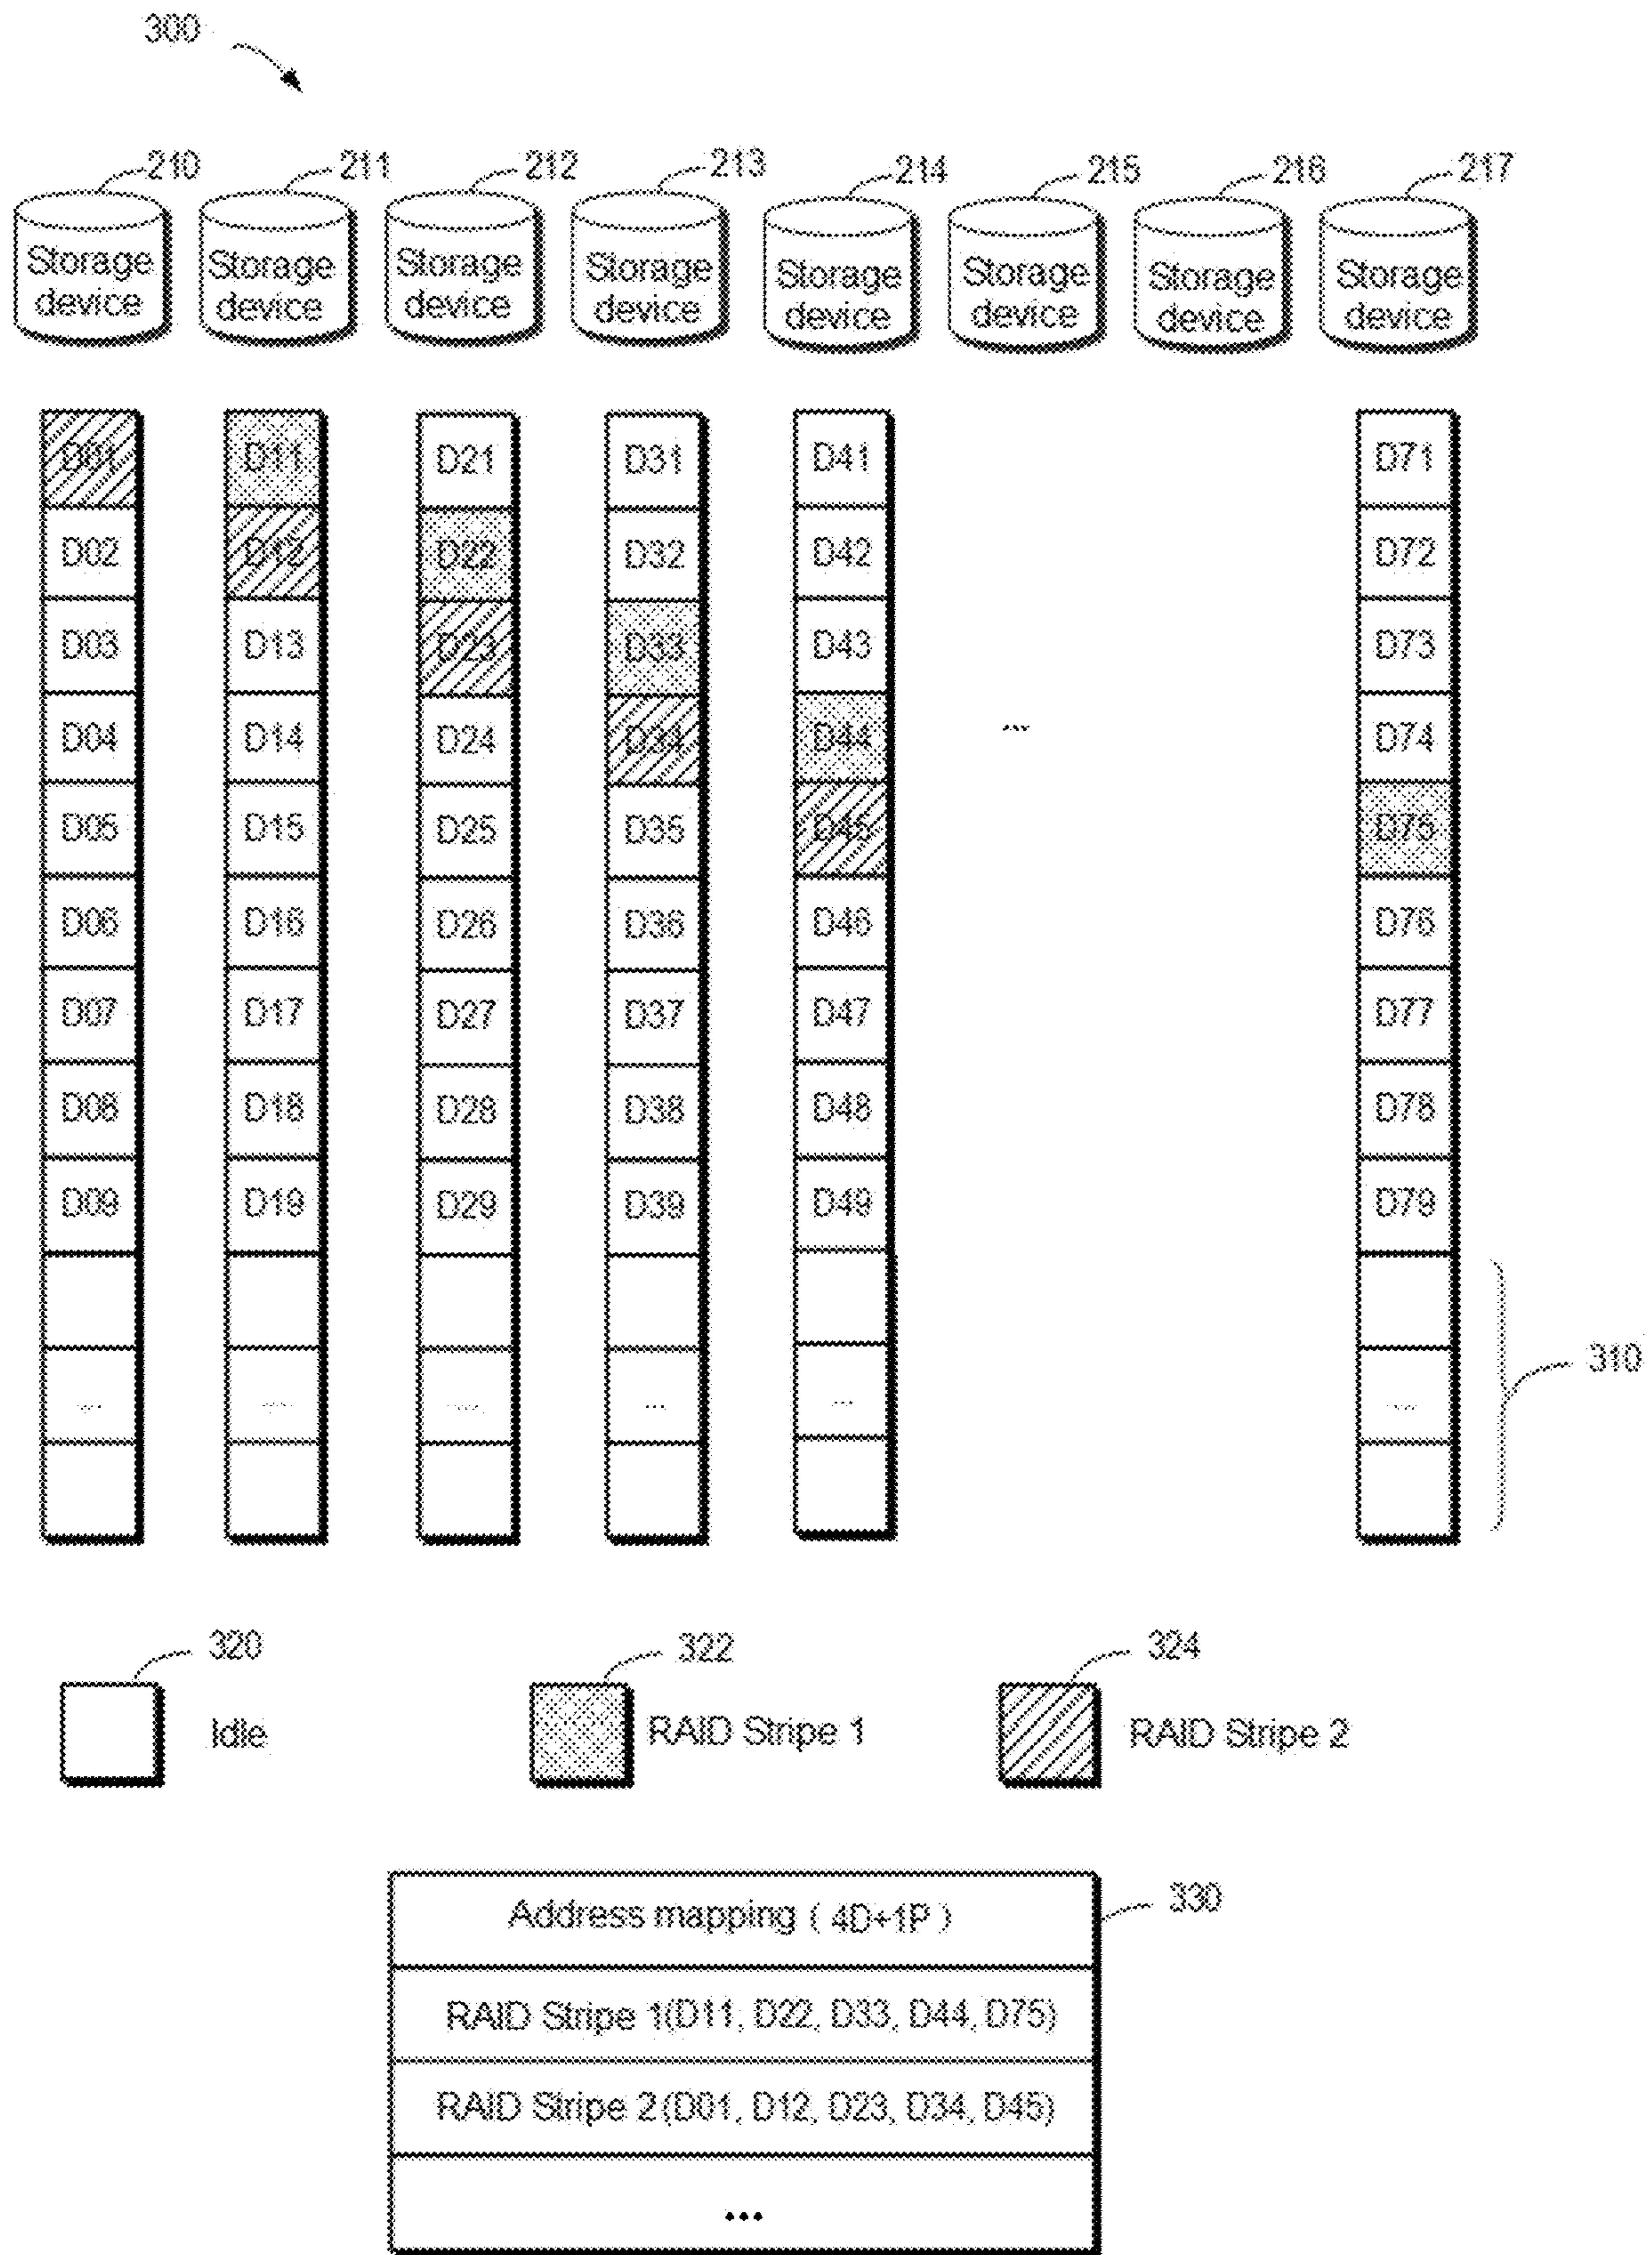 300
210 211 212 213 214 215 216 217
Storage device Storage device Storage device Storage device Storage device Storage device Storage device Storage device
D01 D11 D21 D31 D41 D71
D02 D12 D22 D32 D42 D72
D03 D13 D23 D33 D43 D73
D04 D14 D24 D34 D44 ... D74
D05 D15 D25 D35 D45 D75
D06 D16 D26 D36 D46 D76
D07 D17 D27 D37 D47 D77
D08 D18 D28 D38 D48 D78
D09 D19 D29 D39 D49 D79
310
... ... ... ... ... ...
320 322 324
Idle RAID Stripe 1 RAID Stripe 2
Address mapping ( 4D+1P )
330
RAID Stripe 1(D11, D22, D33, D44, D75)
RAID Stripe 2(D01, D12, D23, D34, D45)
...